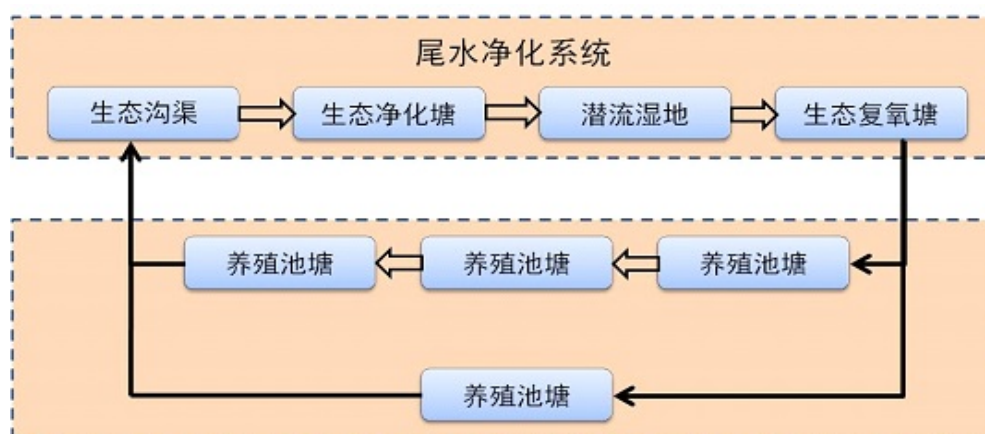 尾水净化系统
生态沟渠
生态净化塘
潜流湿地
生态复氧塘
养殖池塘
养殖池塘
养殖池塘
养殖池塘